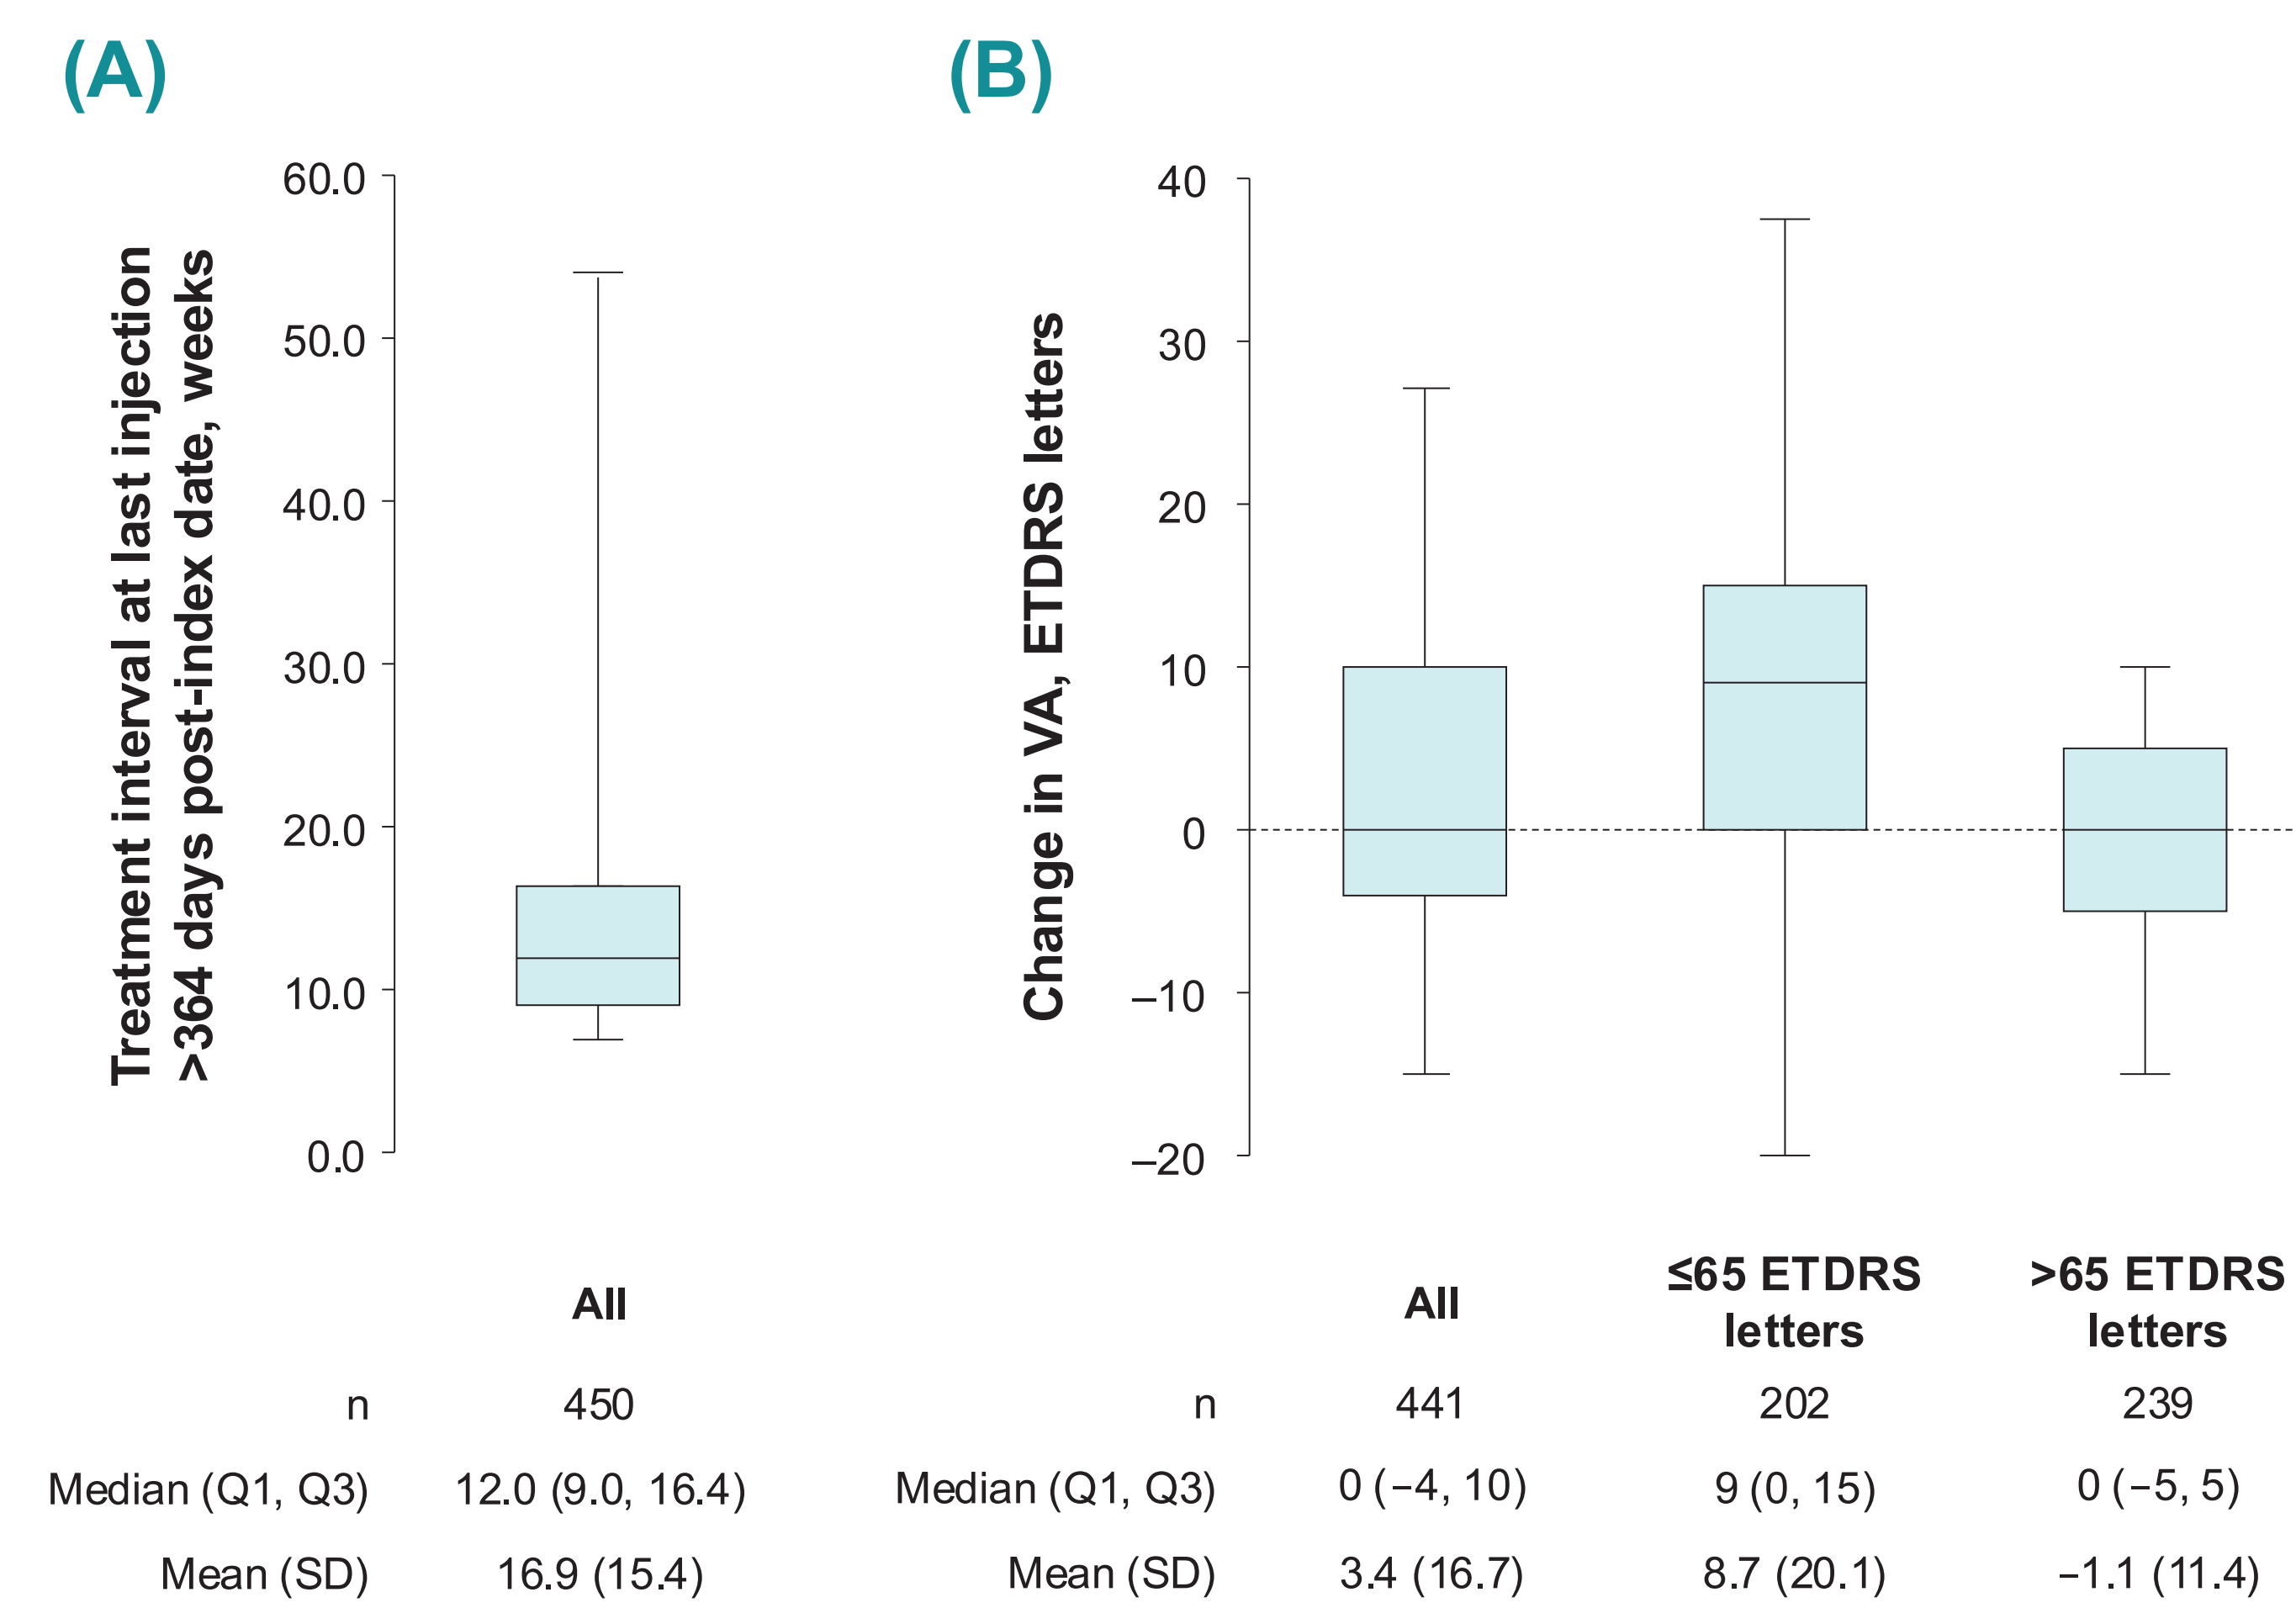 (A)
Treatment interval at last injection
>364 days post-index date, weeks
60.0
50.0
40.0
30.0
20.0
10.0
0.0
All
n 450
Median (Q1, Q3) 12.0 (9.0, 16.4)
Mean (SD) 16.9 (15.4)
(B)
Change in VA, ETDRS letters
40
30
20
10
0
−10
−20
All
≤65 ETDRS
letters
>65 ETDRS
letters
n 441 202 239
Median (Q1, Q3) 0 (−4, 10) 9 (0, 15) 0 (−5, 5)
Mean (SD) 3.4 (16.7) 8.7 (20.1) −1.1 (11.4)